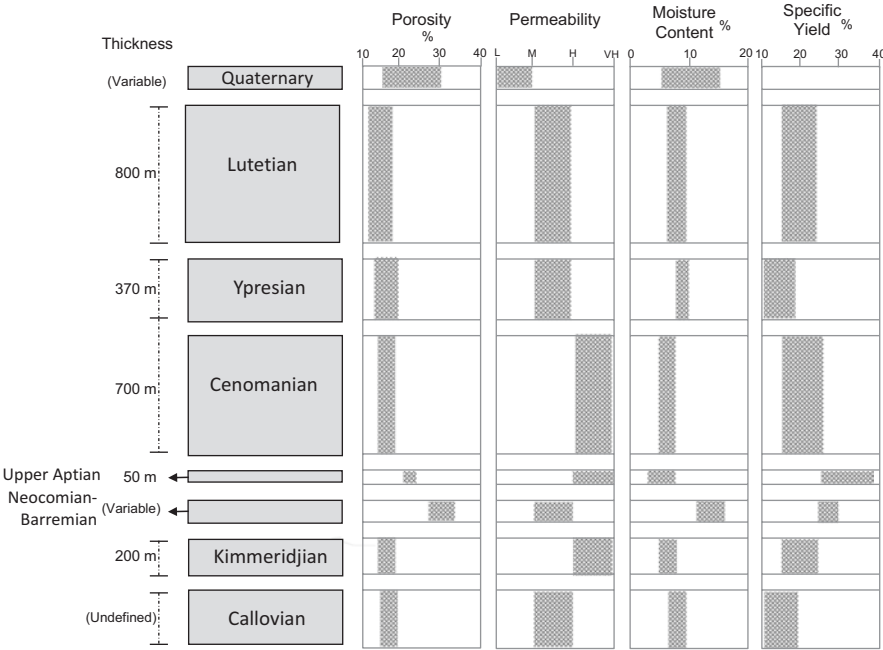 Porosity Permeability Moisture Specific
% Content % Yield %
Thickness
10 20 30 40 L M H VH 0 10 20 10 20 30 40
(Variable) Quaternary
800 m Lutetian
370 m Ypresian
700 m Cenomanian
Upper Aptian 50 m
Neocomian-
Barremian (Variable)
200 m Kimmeridjian
(Undefined) Callovian